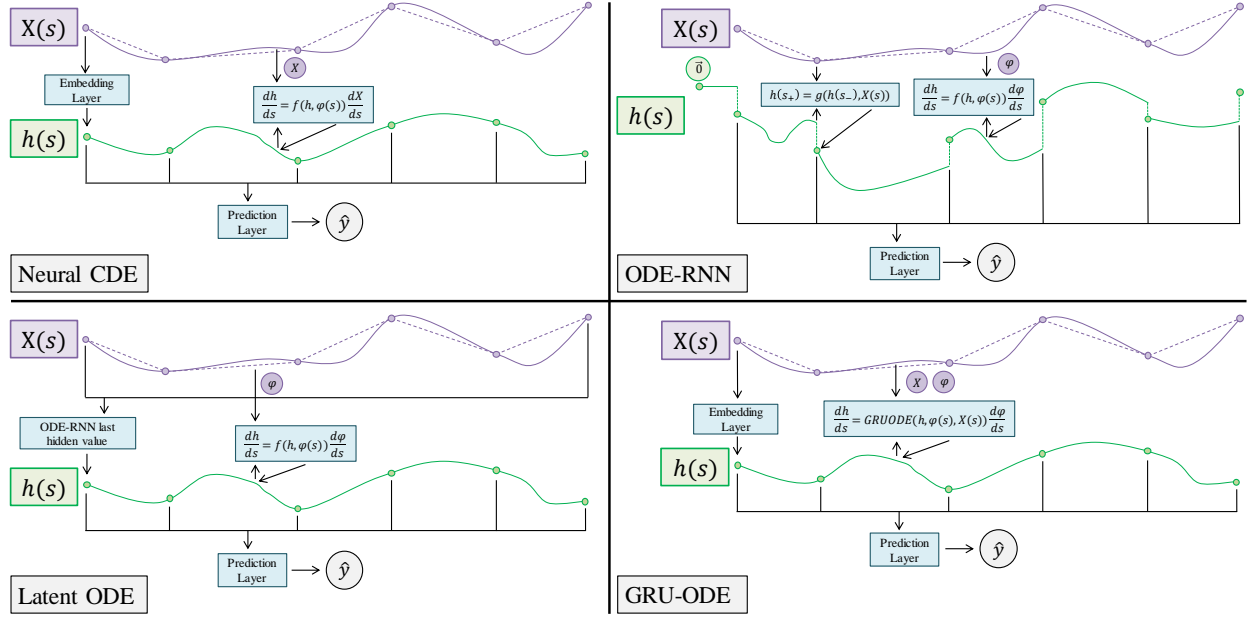 X(s)
X
Embedding
Layer
dh/ds = f(h, φ(s)) dX/ds
h(s)
Prediction
Layer
ŷ
Neural CDE
X(s)
0⃗
φ
h(s₊) = g(h(s₋), X(s))
dh/ds = f(h, φ(s)) dφ/ds
h(s)
Prediction
Layer
ŷ
ODE-RNN
X(s)
φ
ODE-RNN last
hidden value
dh/ds = f(h, φ(s)) dφ/ds
h(s)
Prediction
Layer
ŷ
Latent ODE
X(s)
X φ
Embedding
Layer
dh/ds = GRUODE(h, φ(s), X(s)) dφ/ds
h(s)
Prediction
Layer
ŷ
GRU-ODE